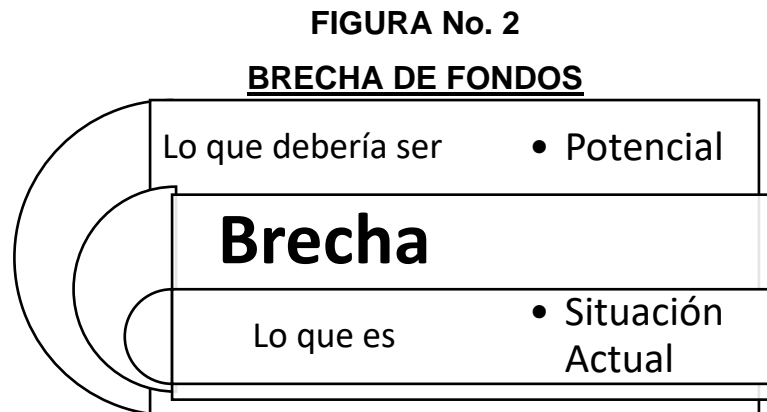 FIGURA No. 2
BRECHA DE FONDOS
Lo que debería ser
• Potencial
Brecha
Lo que es
• Situación
Actual